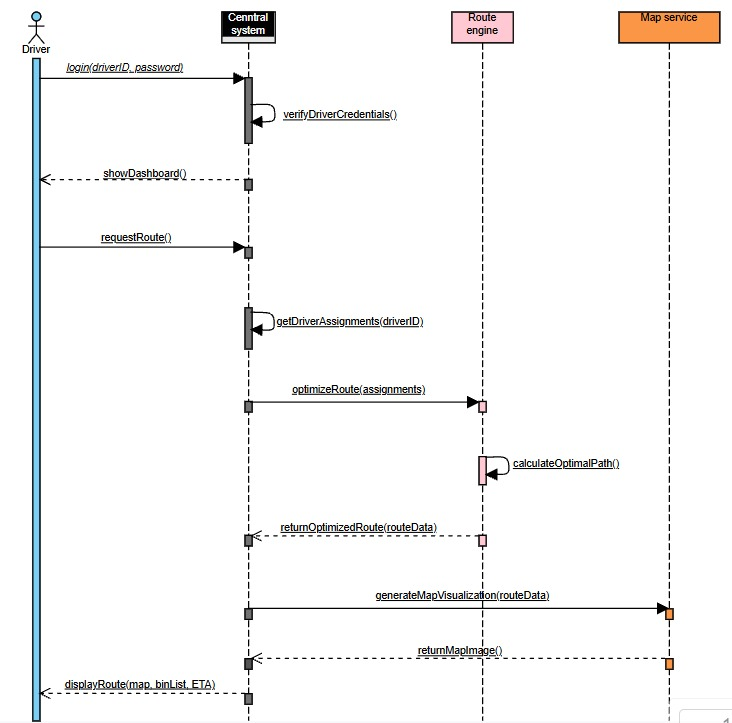 Driver
Cenntral
system
Route
engine
Map service
login(driverID, password)
verifyDriverCredentials()
showDashboard()
requestRoute()
getDriverAssignments(driverID)
optimizeRoute(assignments)
calculateOptimalPath()
returnOptimizedRoute(routeData)
generateMapVisualization(routeData)
returnMapImage()
displayRoute(map, binList, ETA)